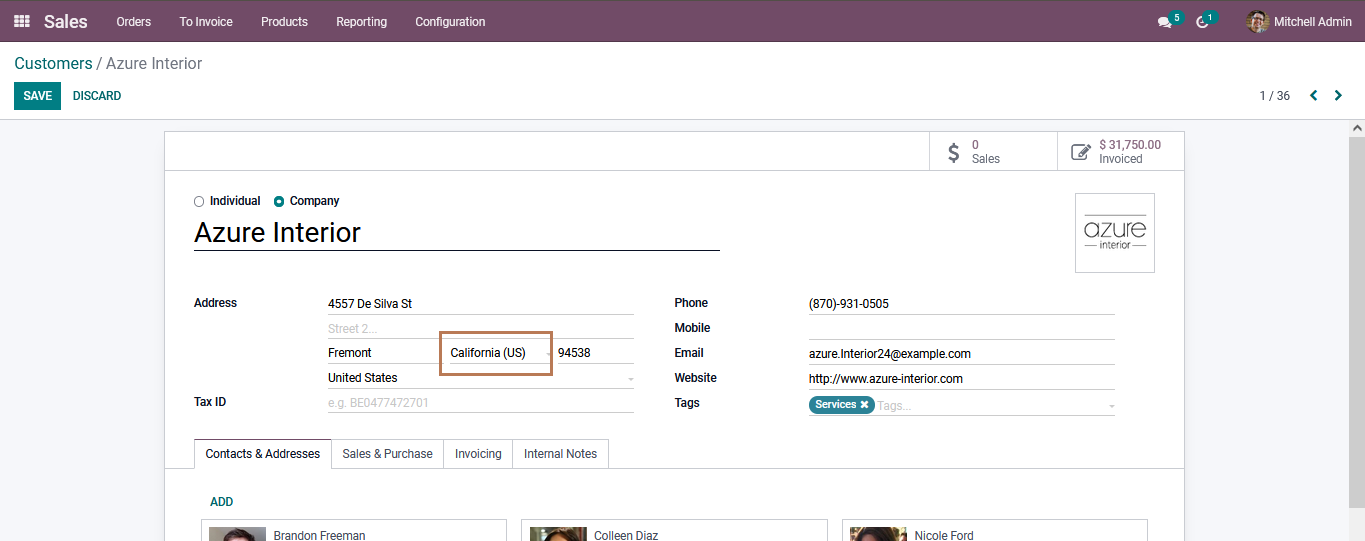 Sales Orders To Invoice Products Reporting Configuration 5 1 Mitchell Admin
Customers / Azure Interior
SAVE DISCARD 1 / 36
0
Sales
$ 31,750.00
Invoiced
Individual Company
Azure Interior
azure
interior
Address 4557 De Silva St
Street 2...
Fremont California (US) 94538
United States
Tax ID e.g. BE0477472701
Phone (870)-931-0505
Mobile
Email azure.Interior24@example.com
Website http://www.azure-interior.com
Tags Services Tags...
Contacts & Addresses Sales & Purchase Invoicing Internal Notes
ADD
Brandon Freeman Colleen Diaz Nicole Ford